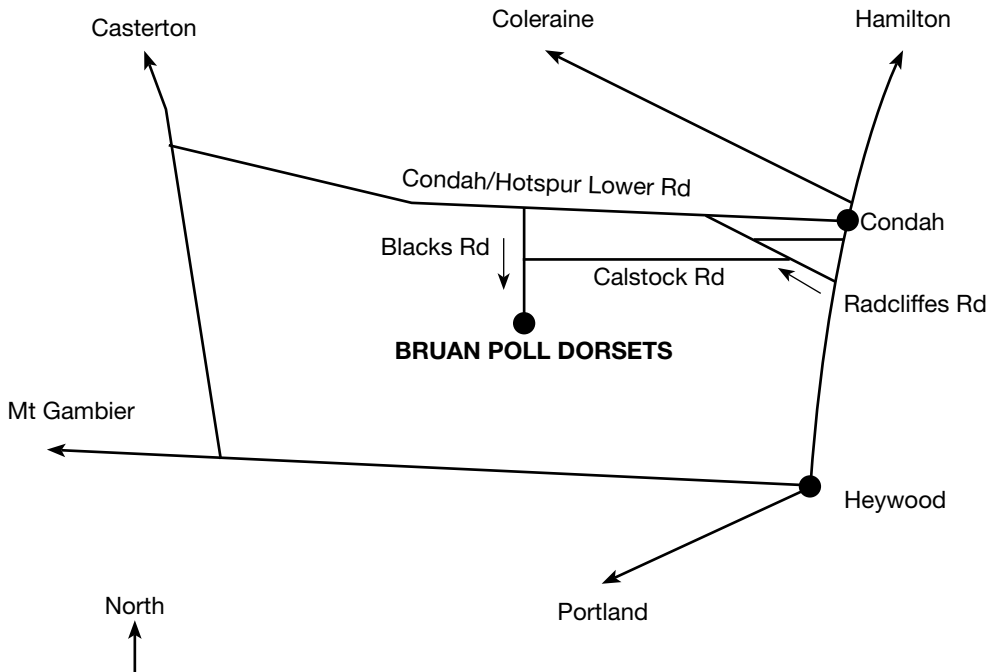 Coleraine
Hamilton
Casterton
Condah/Hotspur Lower Rd
Condah
Blacks Rd
Calstock Rd
Radcliffes Rd
BRUAN POLL DORSETS
Mt Gambier
Heywood
North
Portland